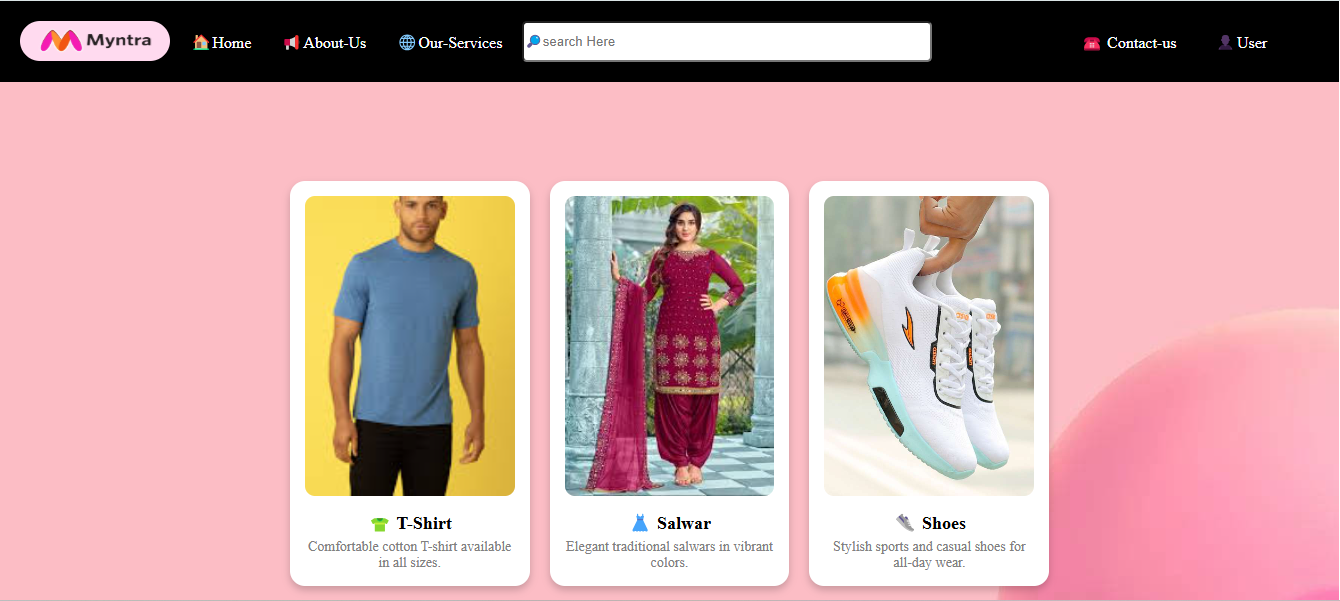 Myntra
🏠Home
📢About-Us
🌐Our-Services
🔎search Here
☎️ Contact-us
👤User
👕 T-Shirt
Comfortable cotton T-shirt available
in all sizes.
👗 Salwar
Elegant traditional salwars in vibrant
colors.
👟 Shoes
Stylish sports and casual shoes for
all-day wear.